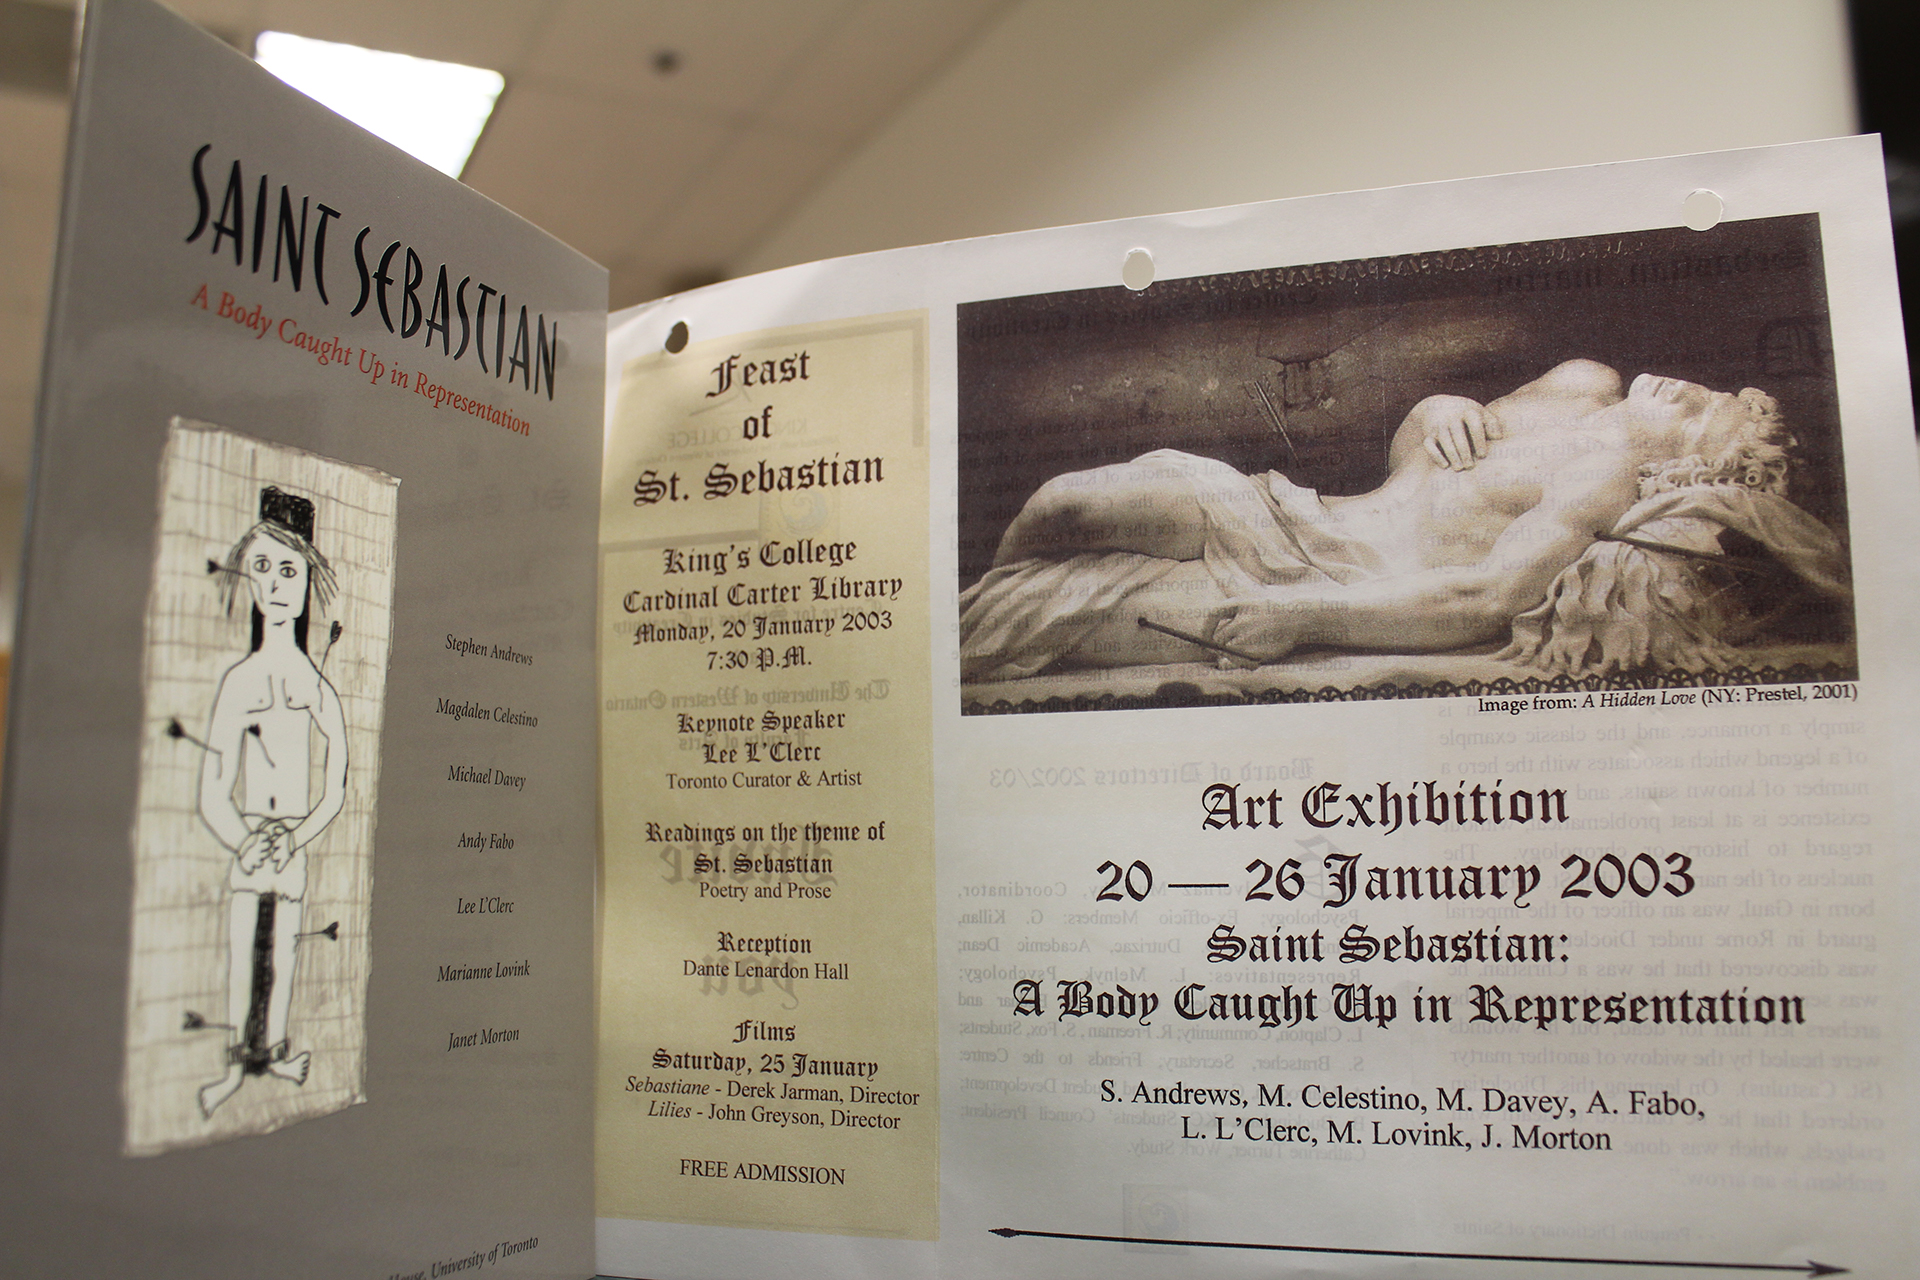 SAINT SEBASTIAN
A Body Caught Up in Representation
Stephen Andrews
Magdalen Celestino
Michael Davey
Andy Fabo
Lee L'Clerc
Marianne Lovink
Janet Morton
House, University of Toronto
Feast
of
St. Sebastian
King's College
Cardinal Carter Library
Monday, 20 January 2003
7:30 P.M.
Keynote Speaker
Lee L'Clerc
Toronto Curator & Artist
Readings on the theme of
St. Sebastian
Poetry and Prose
Reception
Dante Lenardon Hall
Films
Saturday, 25 January
Sebastiane - Derek Jarman, Director
Lilies - John Greyson, Director
FREE ADMISSION
Image from: A Hidden Love (NY: Prestel, 2001)
Art Exhibition
20 — 26 January 2003
Saint Sebastian:
A Body Caught Up in Representation
S. Andrews, M. Celestino, M. Davey, A. Fabo,
L. L'Clerc, M. Lovink, J. Morton